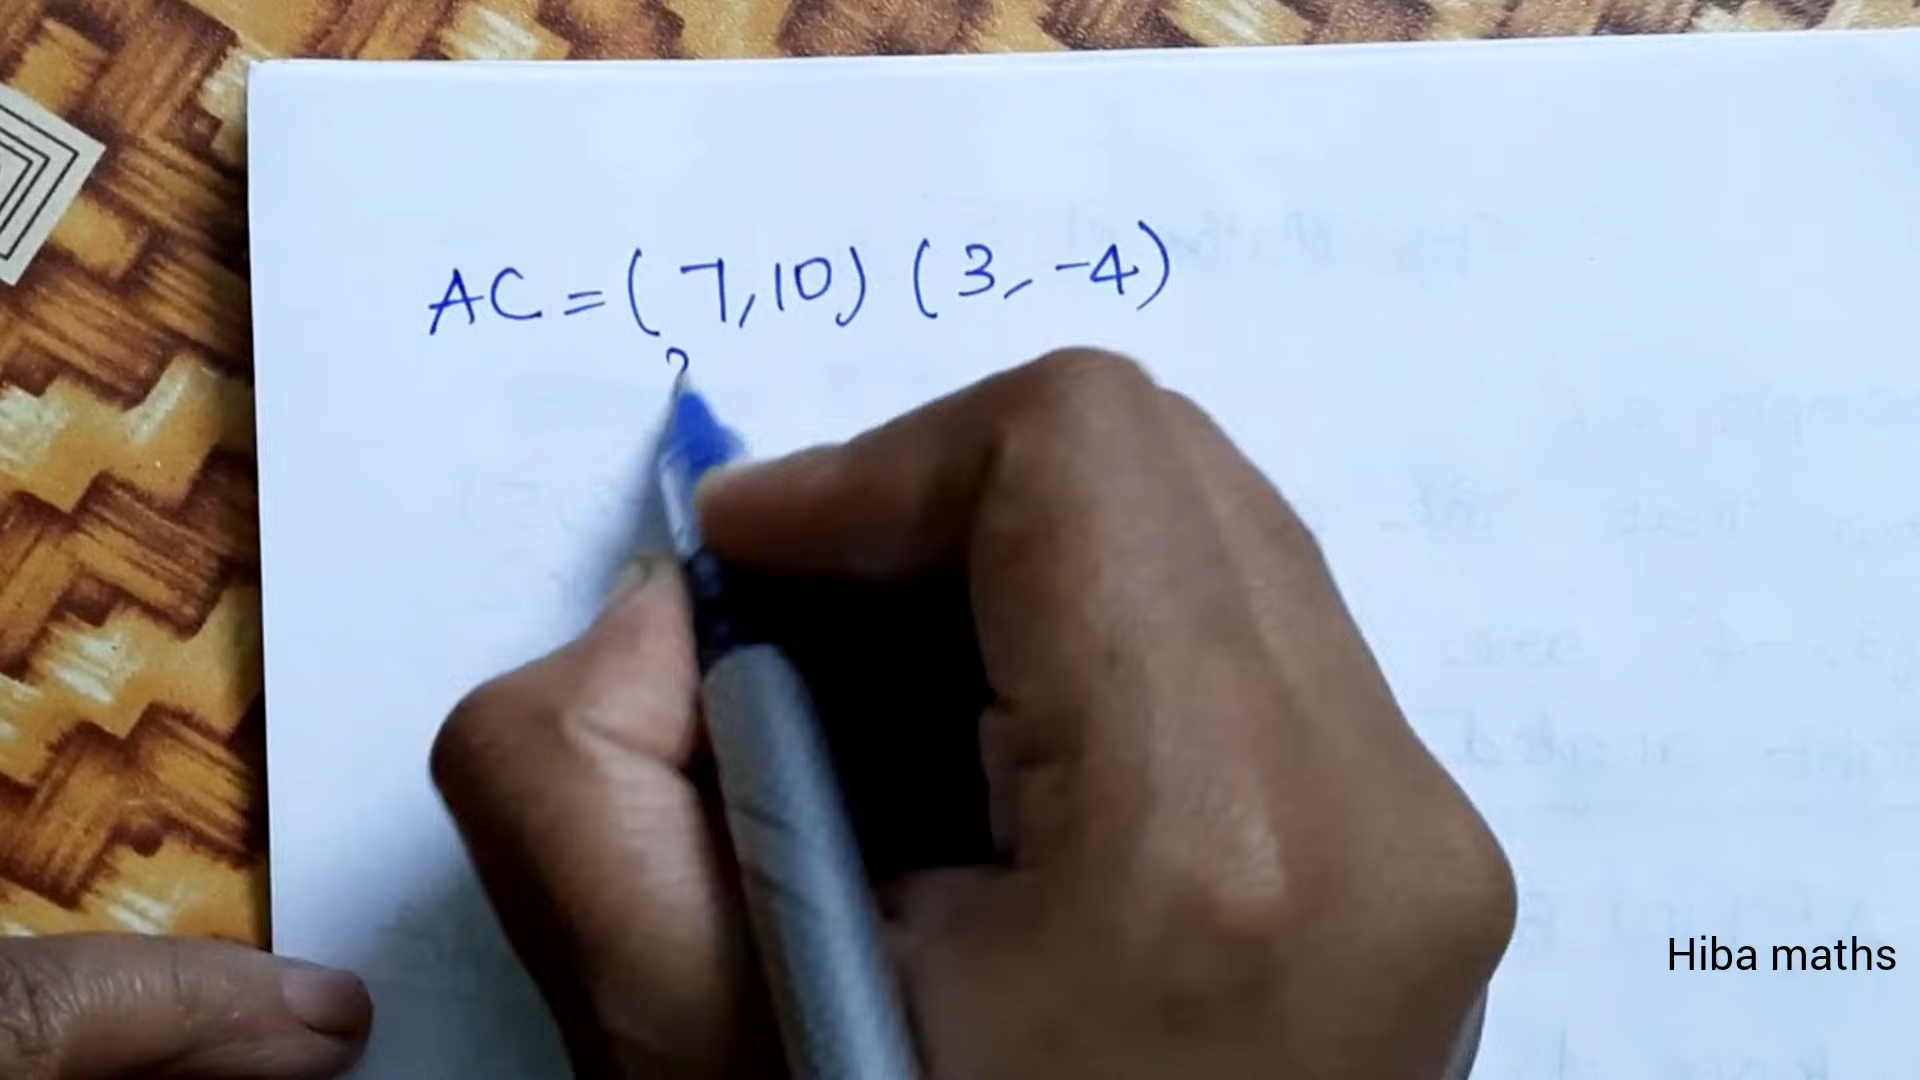 AC = ( 7,10) (3, -4)
Hiba maths